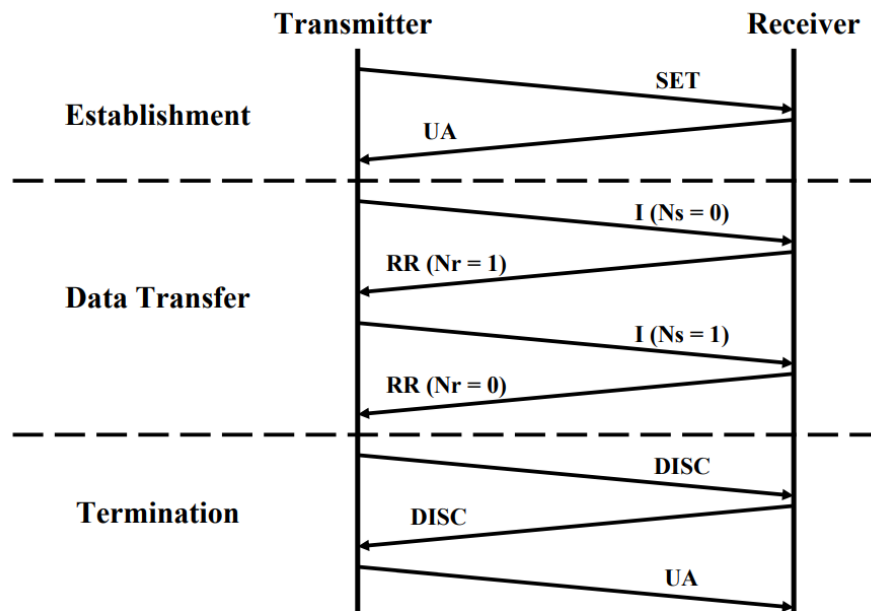 Transmitter
Receiver
SET
Establishment
UA
I (Ns = 0)
RR (Nr = 1)
Data Transfer
I (Ns = 1)
RR (Nr = 0)
DISC
Termination
DISC
UA